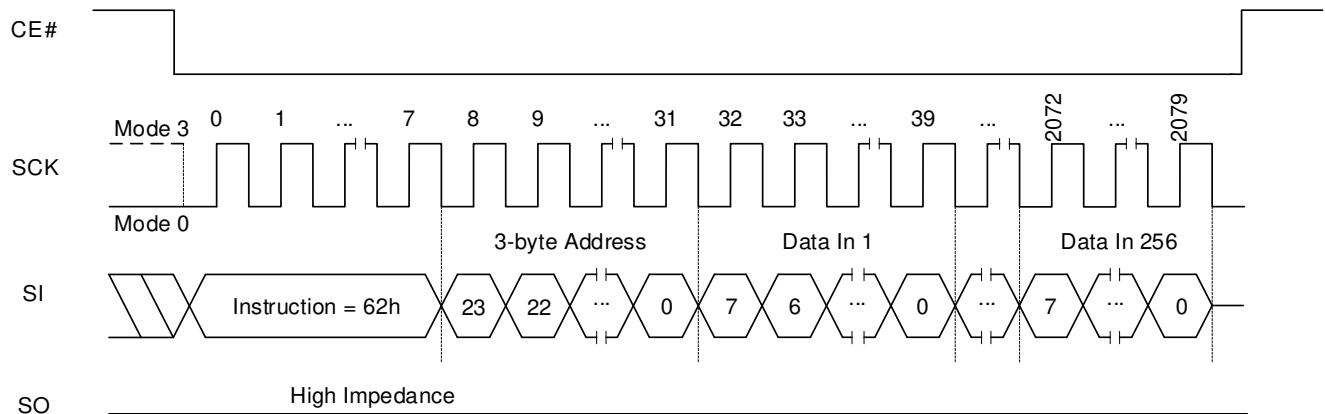 CE#
0 1 ... 7 8 9 ... 31 32 33 ... 39 ... 2072 ... 2079
Mode 3
SCK
Mode 0
3-byte Address Data In 1 Data In 256
SI Instruction = 62h 23 22 ... 0 7 6 ... 0 ... 7 ... 0
High Impedance
SO